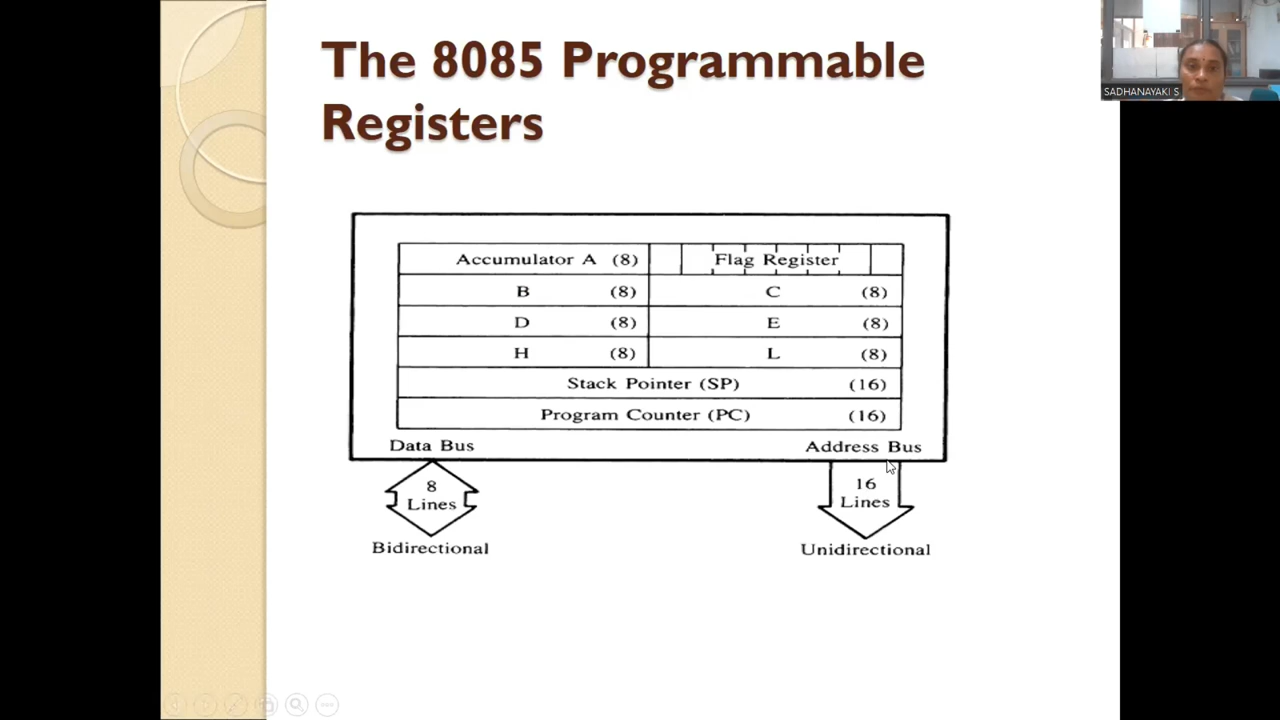 The 8085 Programmable
Registers
SADHANAYAKI S
Accumulator A (8) Flag Register
B (8) C (8)
D (8) E (8)
H (8) L (8)
Stack Pointer (SP) (16)
Program Counter (PC) (16)
Data Bus Address Bus
8 16
Lines Lines
Bidirectional Unidirectional